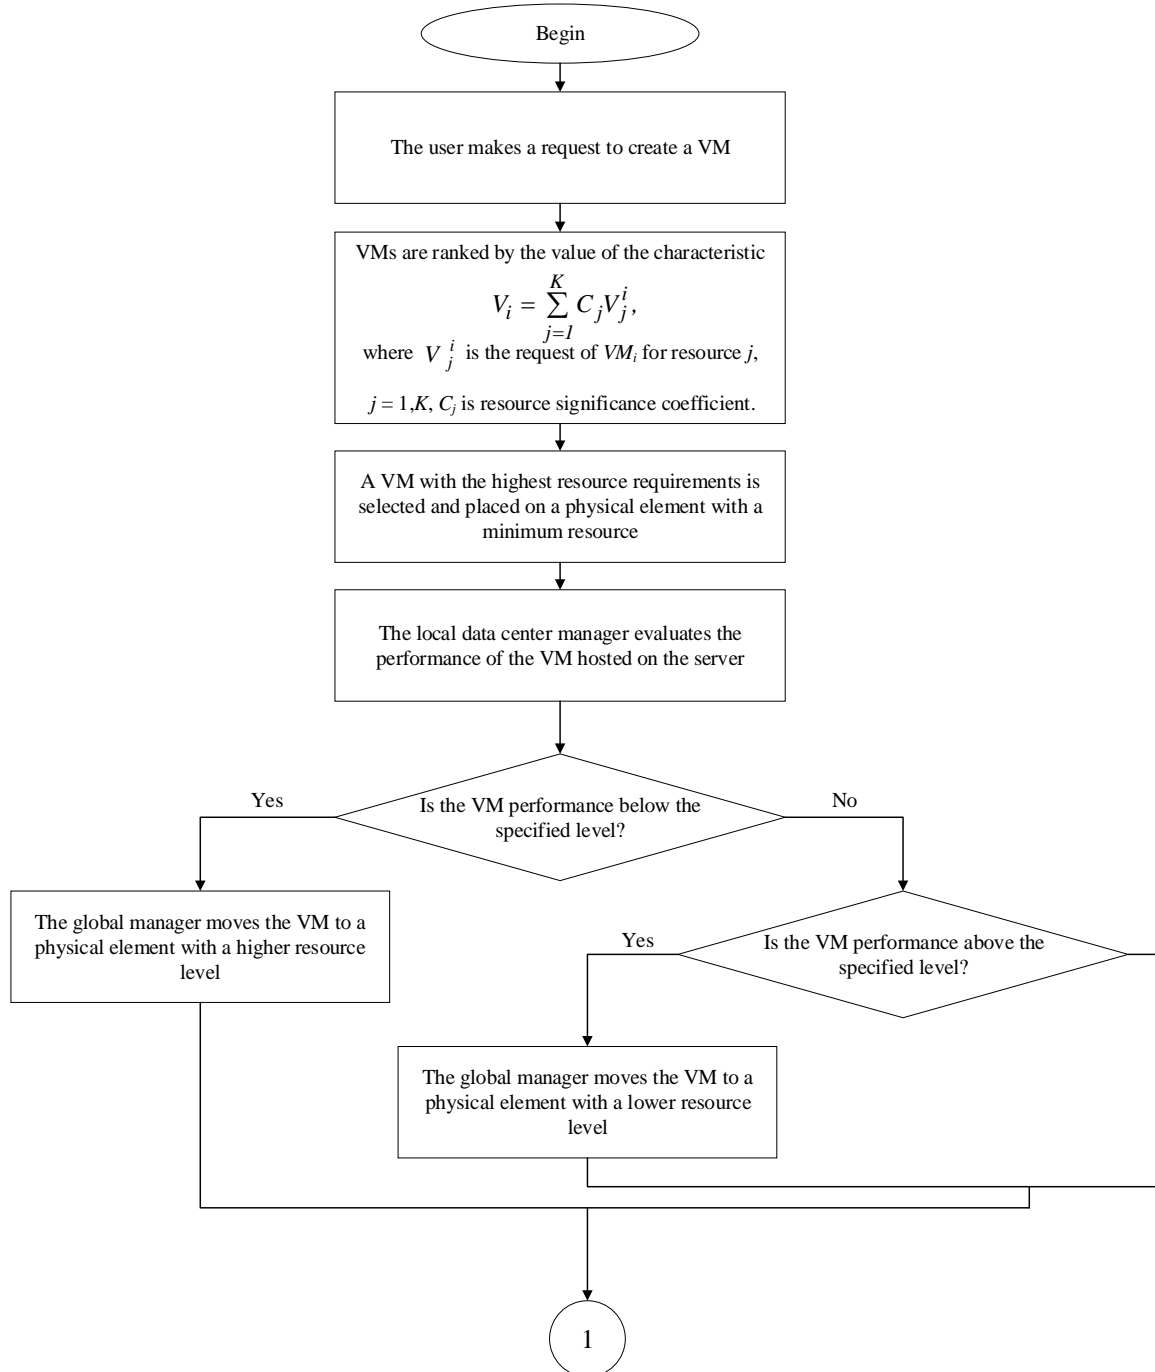 Begin
The user makes a request to create a VM
VMs are ranked by the value of the characteristic
V_i = \sum_{j=1}^{K} C_j V_j^i,
where V_j^i is the request of VM_i for resource j,
j = 1,K, C_j is resource significance coefficient.
A VM with the highest resource requirements is
selected and placed on a physical element with a
minimum resource
The local data center manager evaluates the
performance of the VM hosted on the server
Is the VM performance below the
specified level?
Yes
No
The global manager moves the VM to a
physical element with a higher resource
level
Is the VM performance above the
specified level?
Yes
The global manager moves the VM to a
physical element with a lower resource
level
1